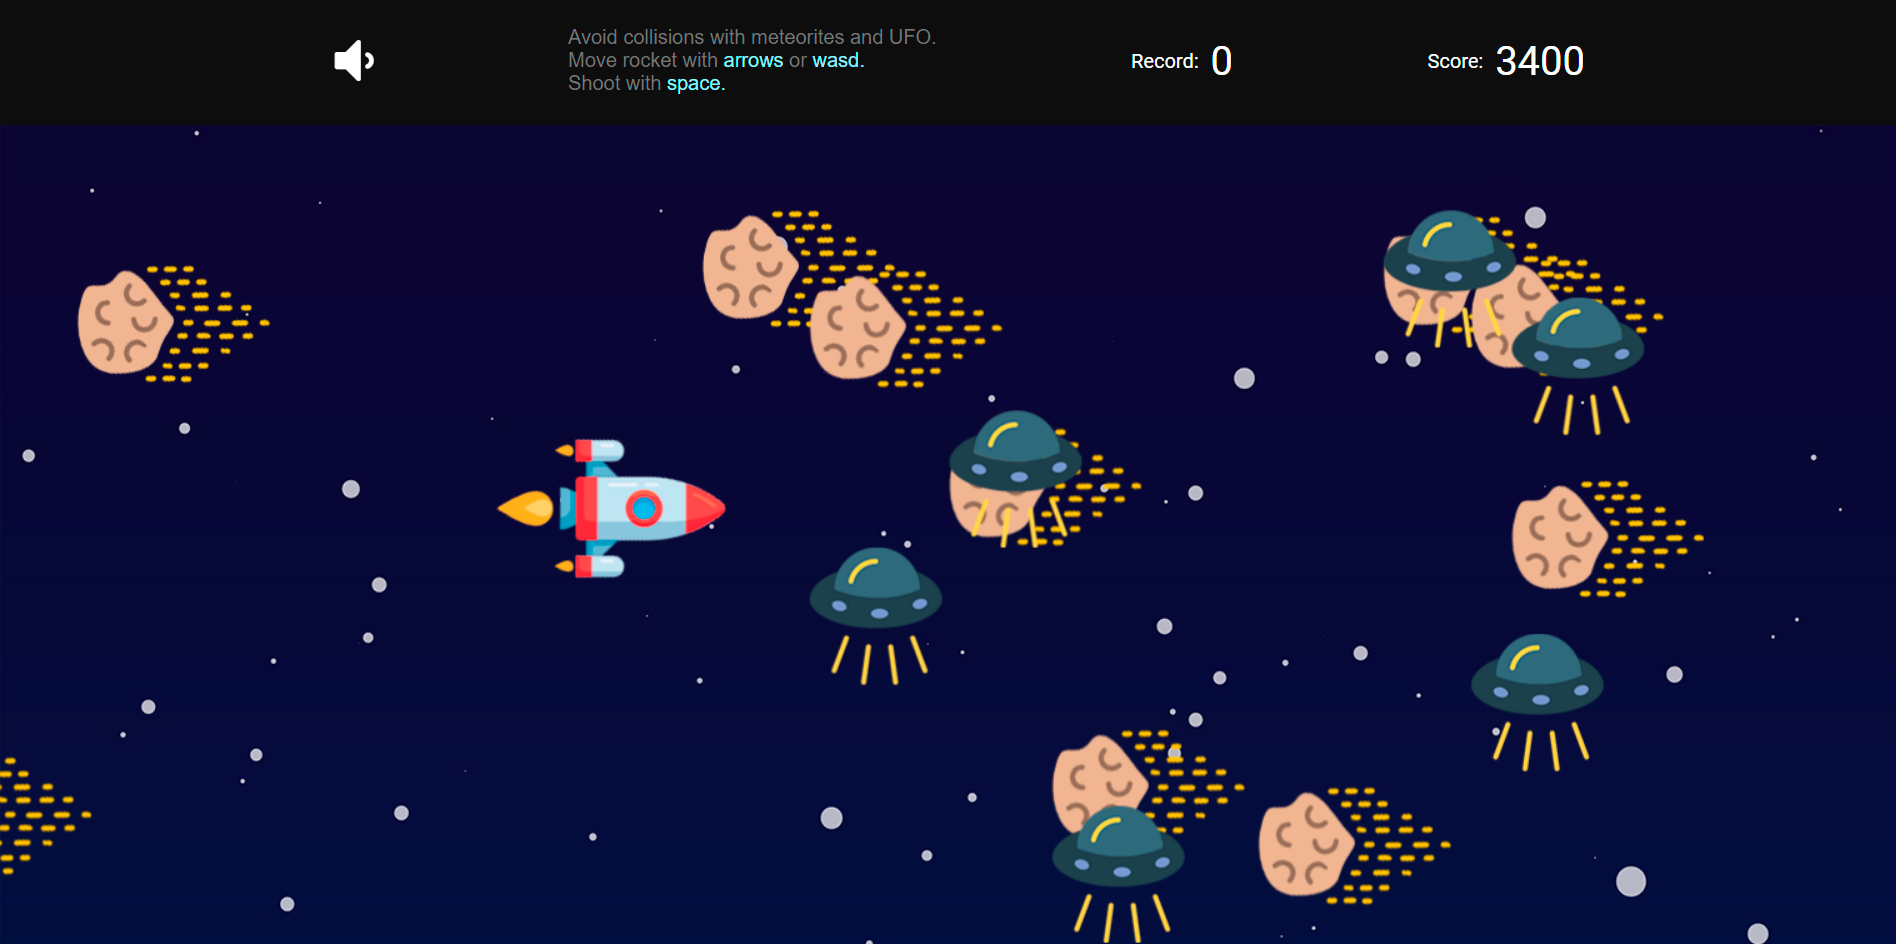 Avoid collisions with meteorites and UFO.
Move rocket with arrows or wasd.
Shoot with space.
Record: 0
Score: 3400